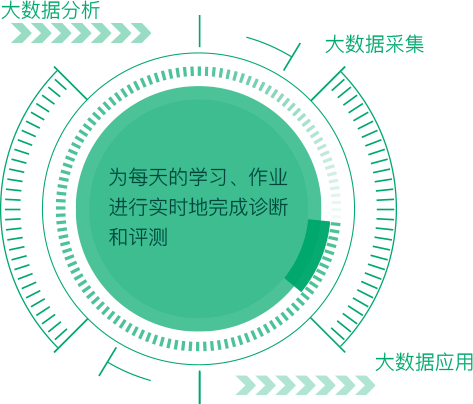 大数据分析
大数据采集
为每天的学习、作业
进行实时地完成诊断
和评测
大数据应用